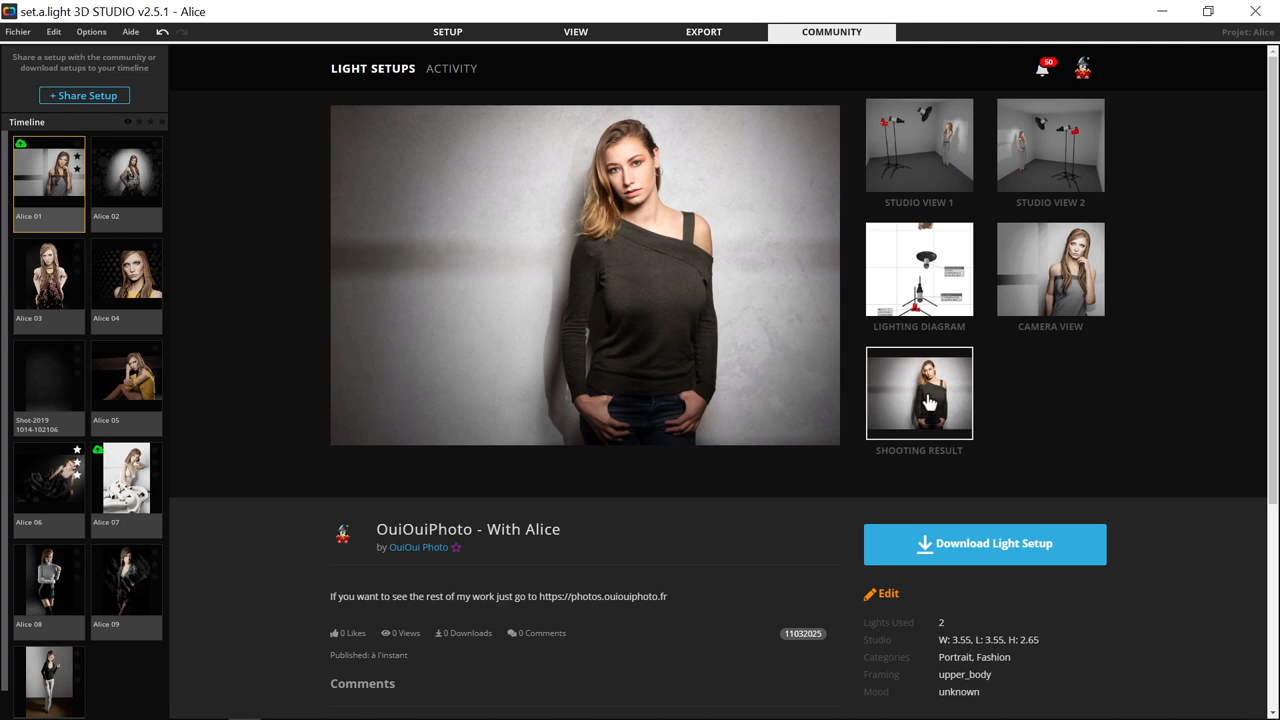 set.a.light 3D STUDIO v2.5.1 - Alice
Fichier Edit Options Aide
SETUP VIEW EXPORT COMMUNITY
Projet: Alice
Share a setup with the community or
download setups to your timeline
+ Share Setup
Timeline
Alice 01
Alice 02
Alice 03
Alice 04
Shot-2019
1014-102106
Alice 05
Alice 06
Alice 07
Alice 08
Alice 09
LIGHT SETUPS ACTIVITY
50
STUDIO VIEW 1
STUDIO VIEW 2
LIGHTING DIAGRAM
CAMERA VIEW
SHOOTING RESULT
OuiOuiPhoto - With Alice
by OuiOui Photo
If you want to see the rest of my work just go to https://photos.ouiouiphoto.fr
0 Likes 0 Views 0 Downloads 0 Comments
11032025
Published: à l'instant
Comments
Download Light Setup
Edit
Lights Used 2
Studio W: 3.55, L: 3.55, H: 2.65
Categories Portrait, Fashion
Framing upper_body
Mood unknown